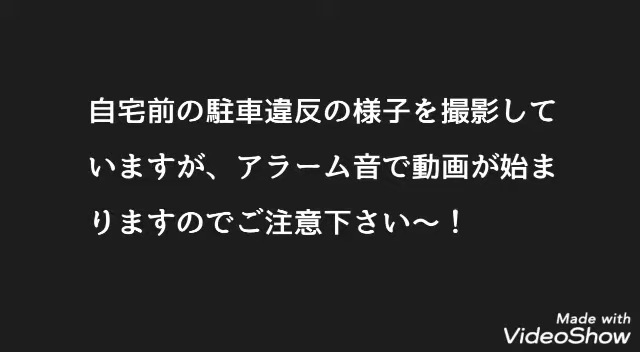 自宅前の駐車違反の様子を撮影して
いますが、アラーム音で動画が始ま
りますのでご注意下さい〜！
Made with
VideoShow